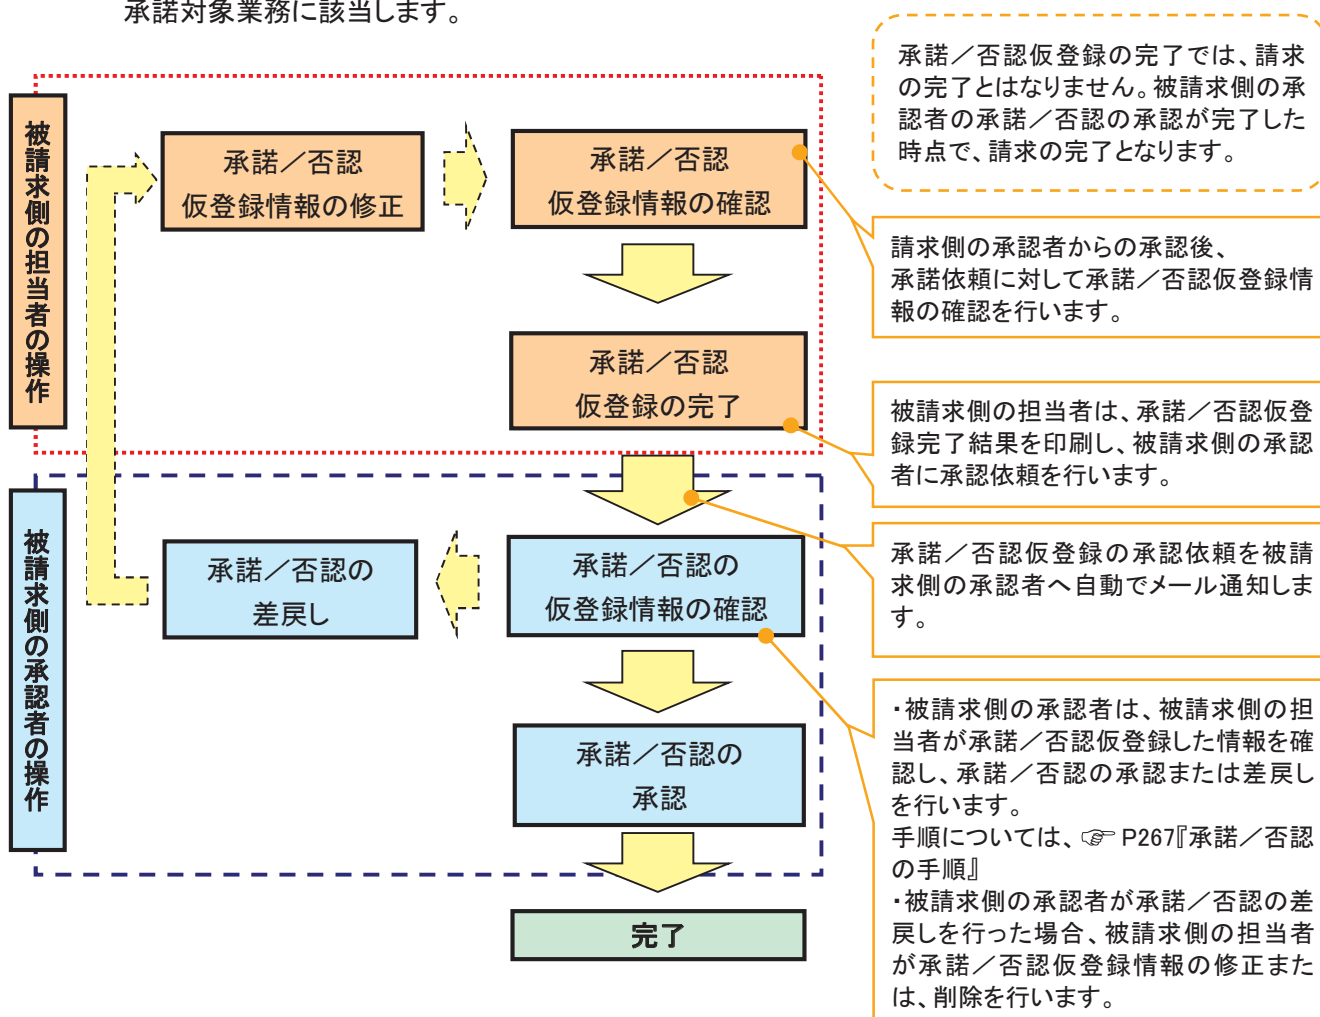 承諾対象業務に該当します。
承諾／否認仮登録の完了では、請求
の完了とはなりません。被請求側の承
認者の承諾／否認の承認が完了した
時点で、請求の完了となります。
被請求側の担当者の操作
承諾／否認
仮登録情報の修正
承諾／否認
仮登録情報の確認
請求側の承認者からの承認後、
承諾依頼に対して承諾／否認仮登録情
報の確認を行います。
承諾／否認
仮登録の完了
被請求側の担当者は、承諾／否認仮登
録完了結果を印刷し、被請求側の承認
者に承認依頼を行います。
被請求側の承認者の操作
承諾／否認の
差戻し
承諾／否認の
仮登録情報の確認
承諾／否認仮登録の承認依頼を被請
求側の承認者へ自動でメール通知しま
す。
承諾／否認の
承認
・被請求側の承認者は、被請求側の担
当者が承諾／否認仮登録した情報を確
認し、承諾／否認の承認または差戻し
を行います。
手順については、☞ P267『承諾／否認
の手順』
・被請求側の承認者が承諾／否認の差
戻しを行った場合、被請求側の担当者
が承諾／否認仮登録情報の修正また
は、削除を行います。
完了